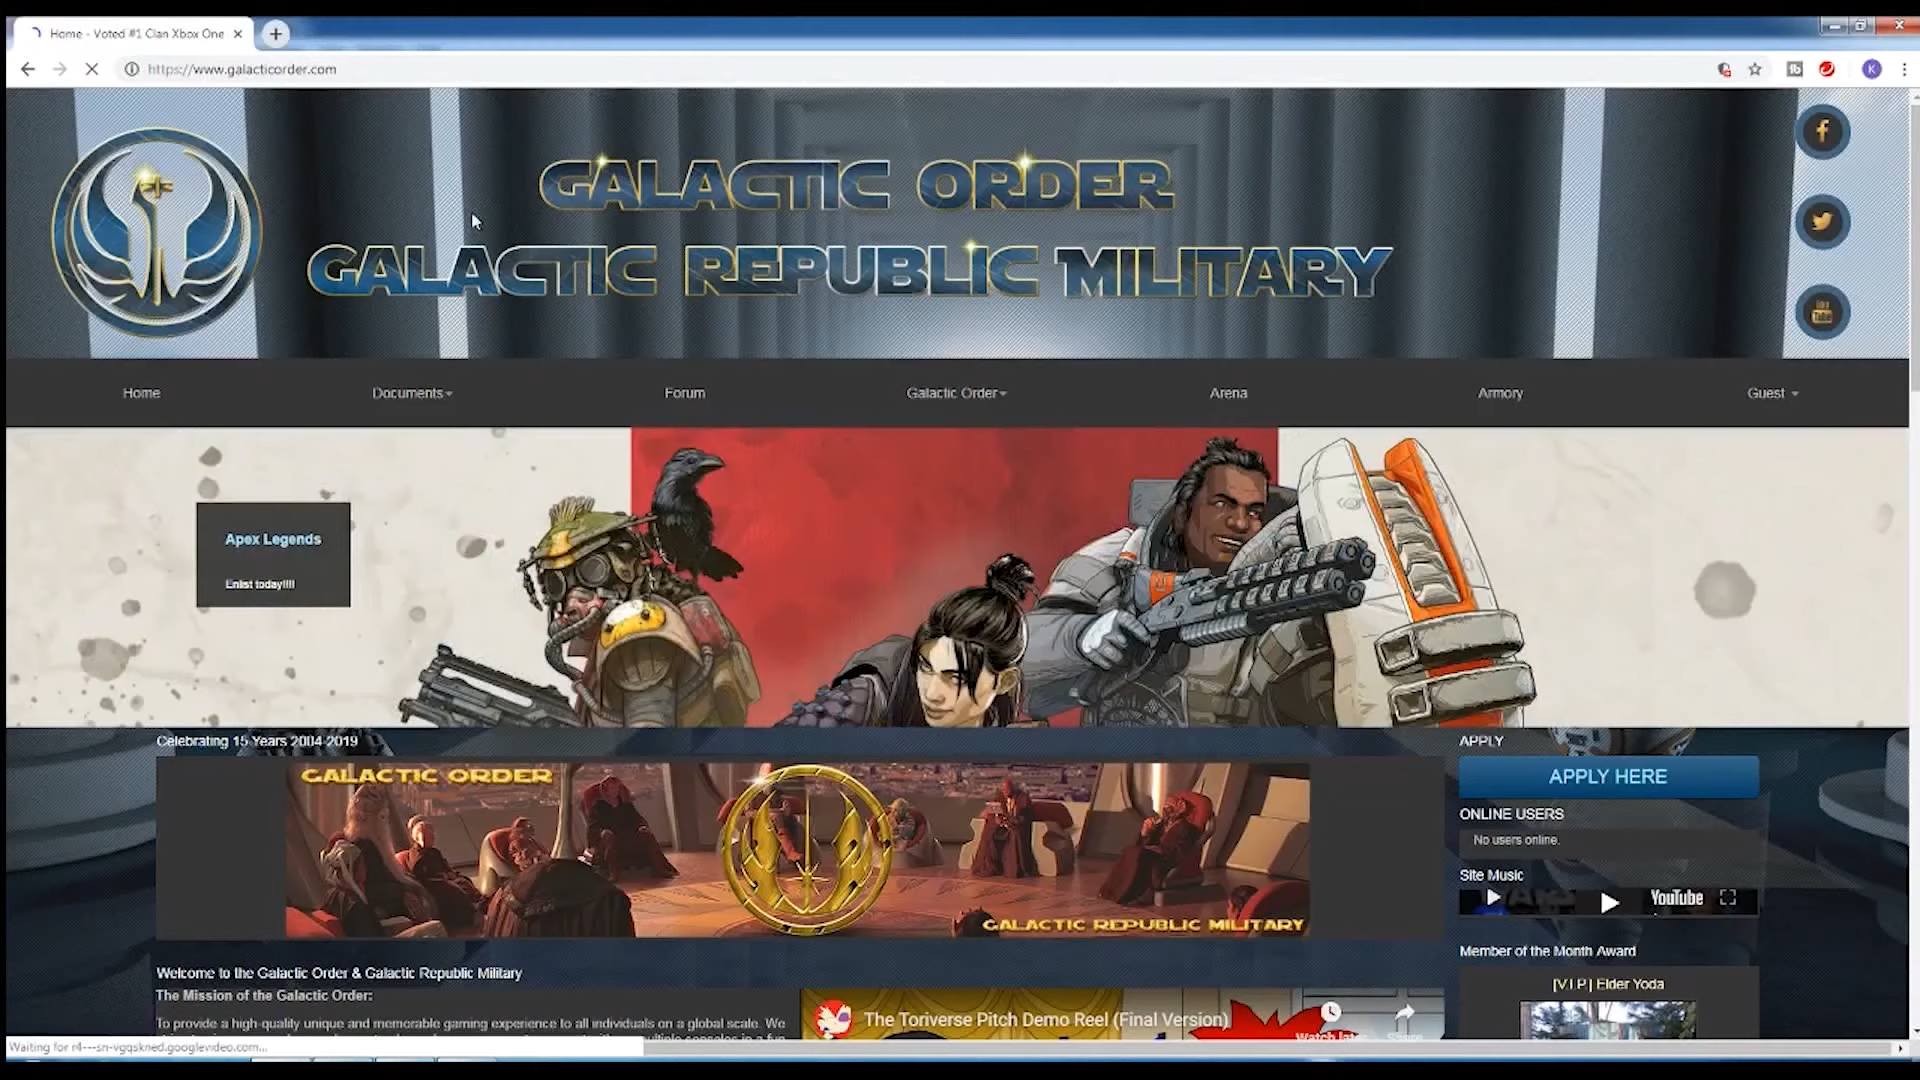 Home - Voted #1 Clan Xbox One
https://www.galacticorder.com
K
GALACTIC ORDER
GALACTIC REPUBLIC MILITARY
Home Documents Forum Galactic Order Arena Armory Guest
Apex Legends
Enlist today!!!!
Celebrating 15 Years 2004-2019
GALACTIC ORDER
GALACTIC REPUBLIC MILITARY
APPLY
APPLY HERE
ONLINE USERS
No users online.
Site Music
YouTube
Member of the Month Award
[V.I.P] Elder Yoda
Welcome to the Galactic Order & Galactic Republic Military
The Mission of the Galactic Order:
To provide a high-quality unique and memorable gaming experience to all individuals on a global scale. We
The Toriverse Pitch Demo Reel (Final Version)
Watch later
Share
Waiting for r4---sn-vgqskned.googlevideo.com...